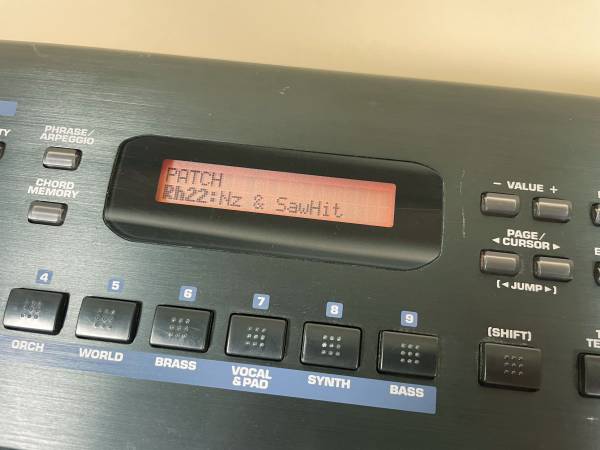 PHRASE/
ARPEGGIO
CHORD
MEMORY
PATCH
Rh22:Nz & SawHit
- VALUE +
PAGE/
◄ CURSOR ►
[◄ JUMP ►]
4
5
6
7
8
9
(SHIFT)
ORCH
WORLD
BRASS
VOCAL
& PAD
SYNTH
BASS